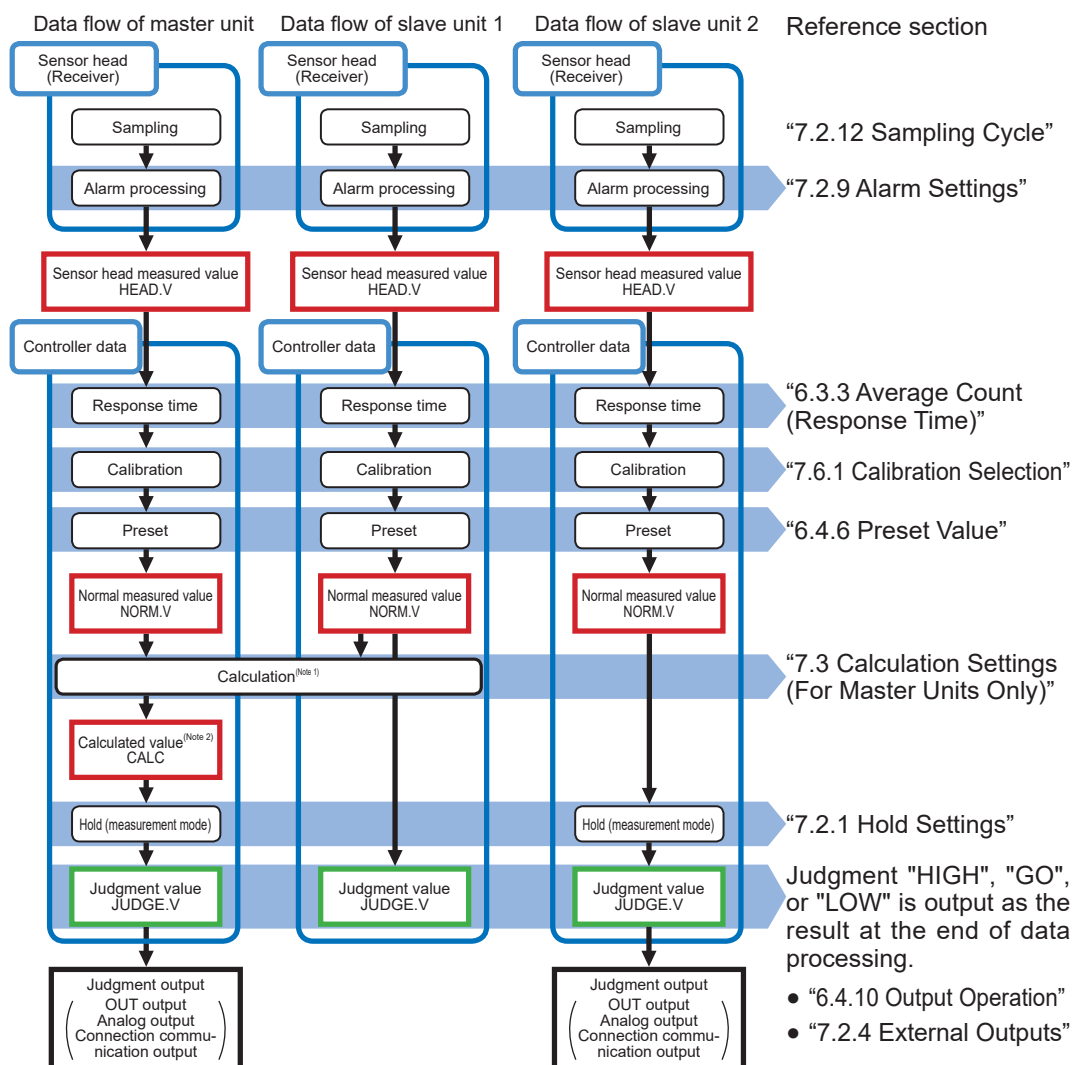 Data flow of master unit
Data flow of slave unit 1
Data flow of slave unit 2
Reference section
Sensor head
(Receiver)
Sensor head
(Receiver)
Sensor head
(Receiver)
Sampling
Sampling
Sampling
“7.2.12 Sampling Cycle”
Alarm processing
Alarm processing
Alarm processing
“7.2.9 Alarm Settings”
Sensor head measured value
HEAD.V
Sensor head measured value
HEAD.V
Sensor head measured value
HEAD.V
Controller data
Controller data
Controller data
Response time
Response time
Response time
“6.3.3 Average Count
(Response Time)”
Calibration
Calibration
Calibration
“7.6.1 Calibration Selection”
Preset
Preset
Preset
“6.4.6 Preset Value”
Normal measured value
NORM.V
Normal measured value
NORM.V
Normal measured value
NORM.V
Calculation(Note 1)
“7.3 Calculation Settings
(For Master Units Only)”
Calculated value(Note 2)
CALC
Hold (measurement mode)
Hold (measurement mode)
“7.2.1 Hold Settings”
Judgment value
JUDGE.V
Judgment value
JUDGE.V
Judgment value
JUDGE.V
Judgment "HIGH", "GO",
or "LOW" is output as the
result at the end of data
processing.
• “6.4.10 Output Operation”
• “7.2.4 External Outputs”
Judgment output
OUT output
Analog output
Connection commu-
nication output
Judgment output
OUT output
Analog output
Connection commu-
nication output